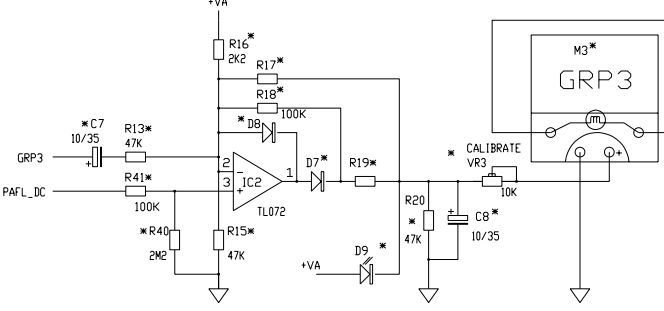 +VA
R16*
2K2
R17*
R18*
100K
* D8
* C7
10/35
+
R13*
47K
GRP3
2
-
3
+
1
IC2
TL072
D7*
R19*
R41*
100K
PAFL_DC
* R40
2M2
R15*
47K
+VA
D9 *
R20
*
47K
+
C8*
10/35
* CALIBRATE
VR3
10K
M3*
GRP3
+